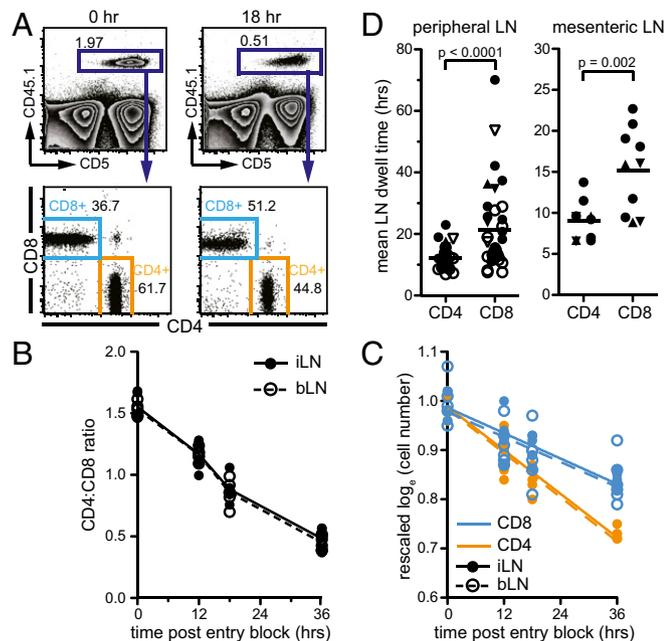 A
0 hr
18 hr
1.97
0.51
CD45.1
CD45.1
CD5
CD5
CD8+ 36.7
CD8+ 51.2
CD8
CD4+
61.7
CD4+
44.8
CD4
D
peripheral LN
mesenteric LN
80
p < 0.0001
30
p = 0.002
25
60
20
mean LN dwell time (hrs)
40
15
10
20
5
0
0
CD4 CD8
CD4 CD8
B
2.0
iLN
bLN
1.5
CD4:CD8 ratio
1.0
0.5
0.0
0 12 24 36
time post entry block (hrs)
C
1.1
1.0
0.9
rescaled logₑ (cell number)
0.8
CD8
CD4
0.7
iLN
bLN
0.6
0 12 24 36
time post entry block (hrs)